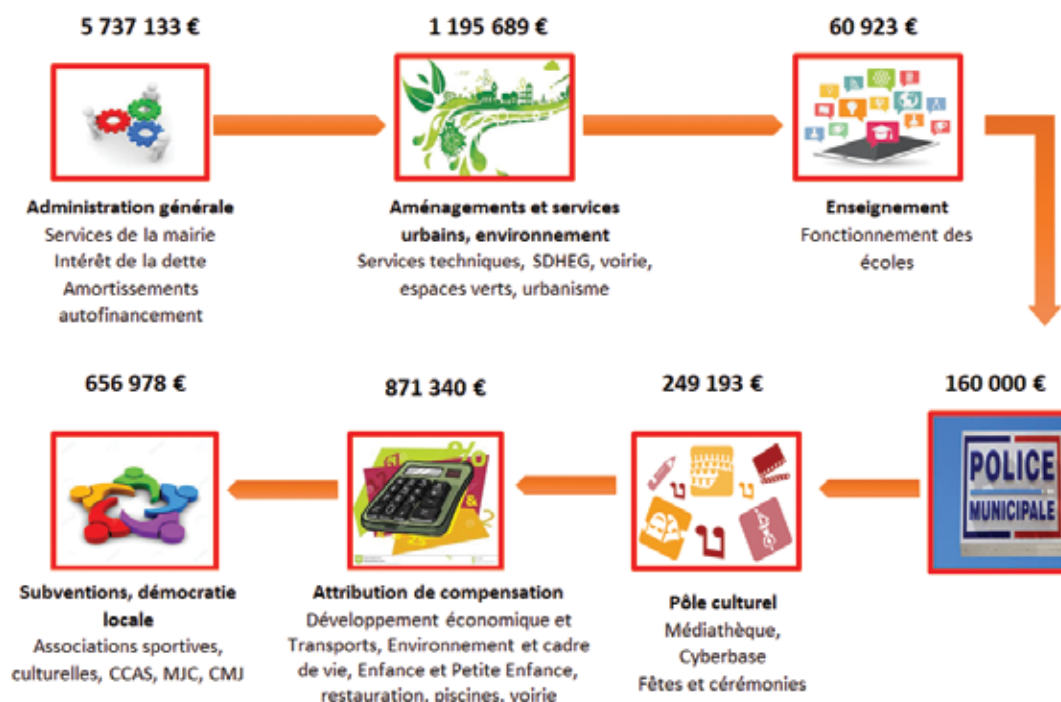 5 737 133 €
1 195 689 €
60 923 €
Administration générale
Services de la mairie
Intérêt de la dette
Amortissements
autofinancement
Aménagements et services
urbains, environnement
Services techniques, SDHEG, voirie,
espaces verts, urbanisme
Enseignement
Fonctionnement des
écoles
656 978 €
871 340 €
249 193 €
160 000 €
POLICE
MUNICIPALE
Subventions, démocratie
locale
Associations sportives,
culturelles, CCAS, MJC, CMJ
Attribution de compensation
Développement économique et
Transports, Environnement et cadre
de vie, Enfance et Petite Enfance,
restauration, piscines, voirie
Pôle culturel
Médiathèque,
Cyberbase
Fêtes et cérémonies